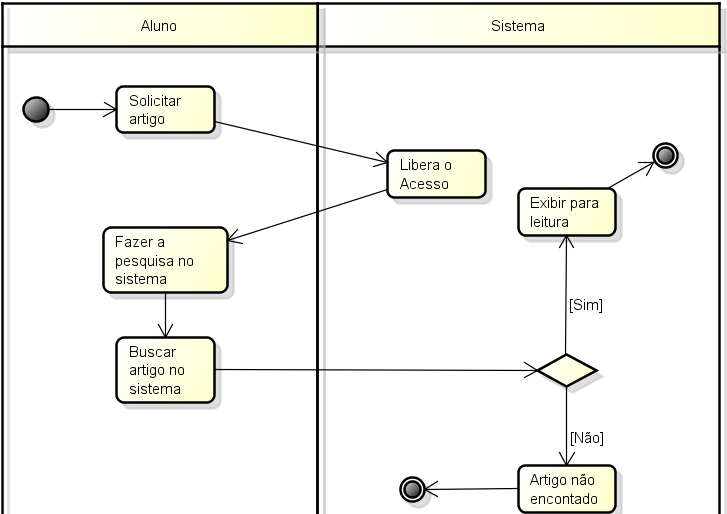 Aluno
Sistema
Solicitar
artigo
Libera o
Acesso
Exibir para
leitura
Fazer a
pesquisa no
sistema
[Sim]
Buscar
artigo no
sistema
[Não]
Artigo não
encontado